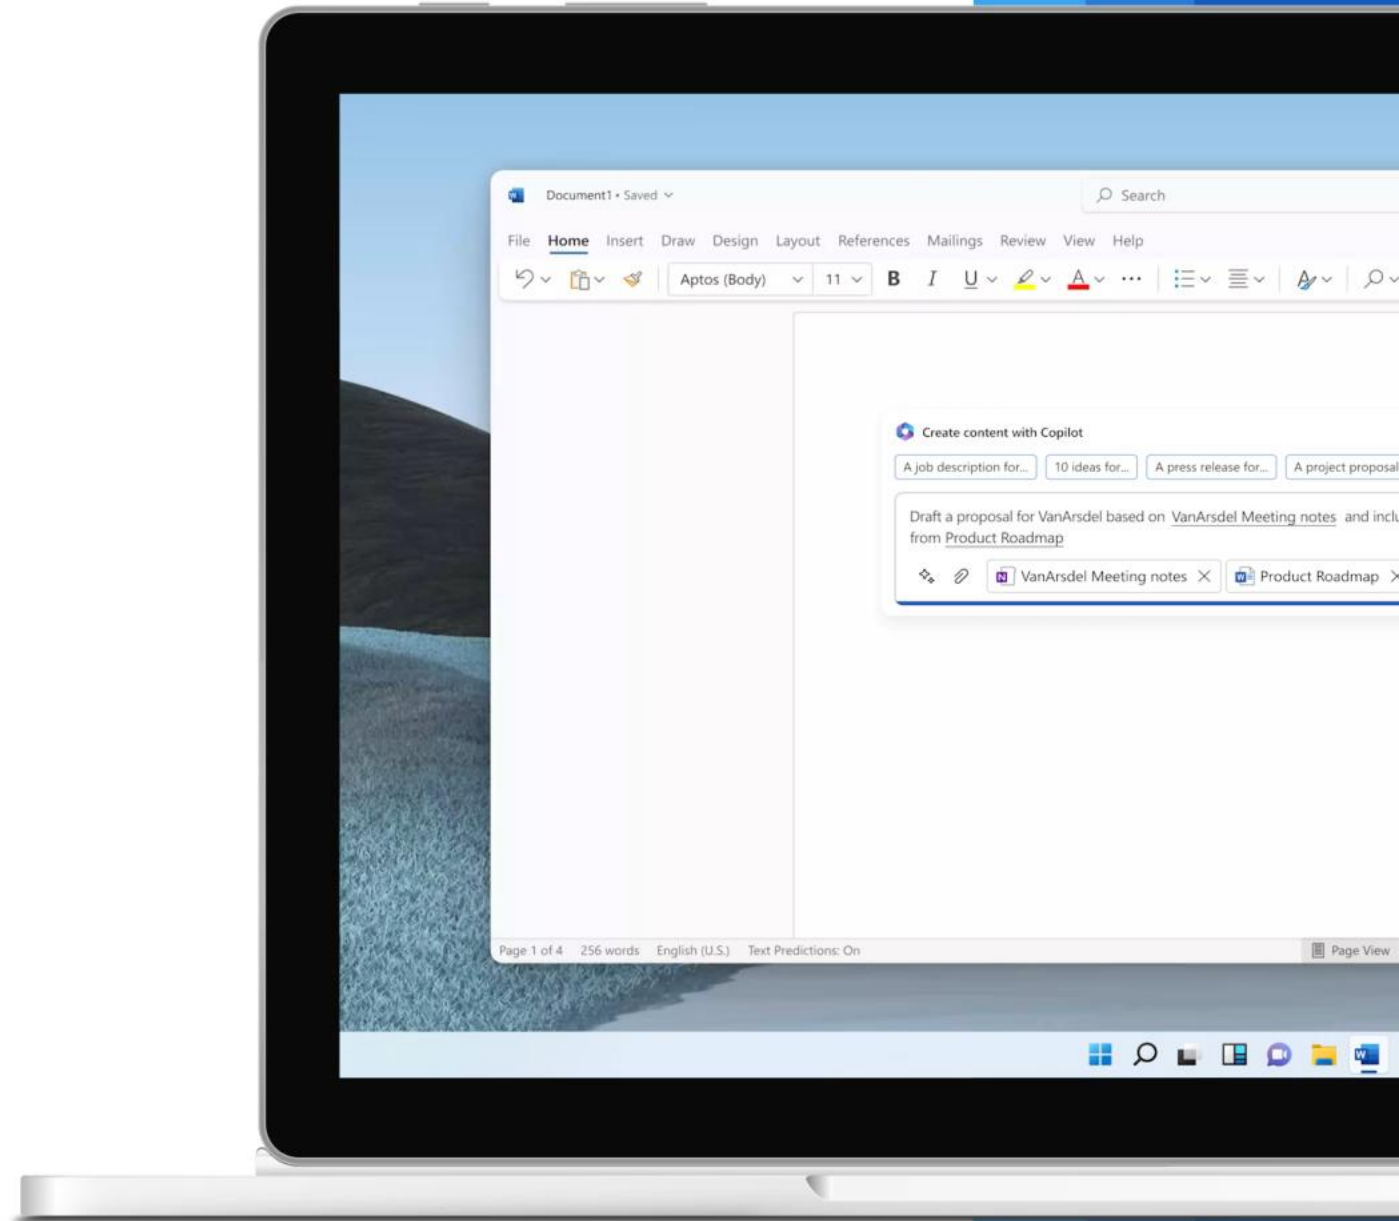 Document1 • Saved
Search
File Home Insert Draw Design Layout References Mailings Review View Help
Aptos (Body) 11 B I U A A
Create content with Copilot
A job description for... 10 ideas for... A press release for... A project proposal
Draft a proposal for VanArsdel based on VanArsdel Meeting notes and inclu
from Product Roadmap
N VanArsdel Meeting notes W Product Roadmap
Page 1 of 4 256 words English (U.S.) Text Predictions: On Page View